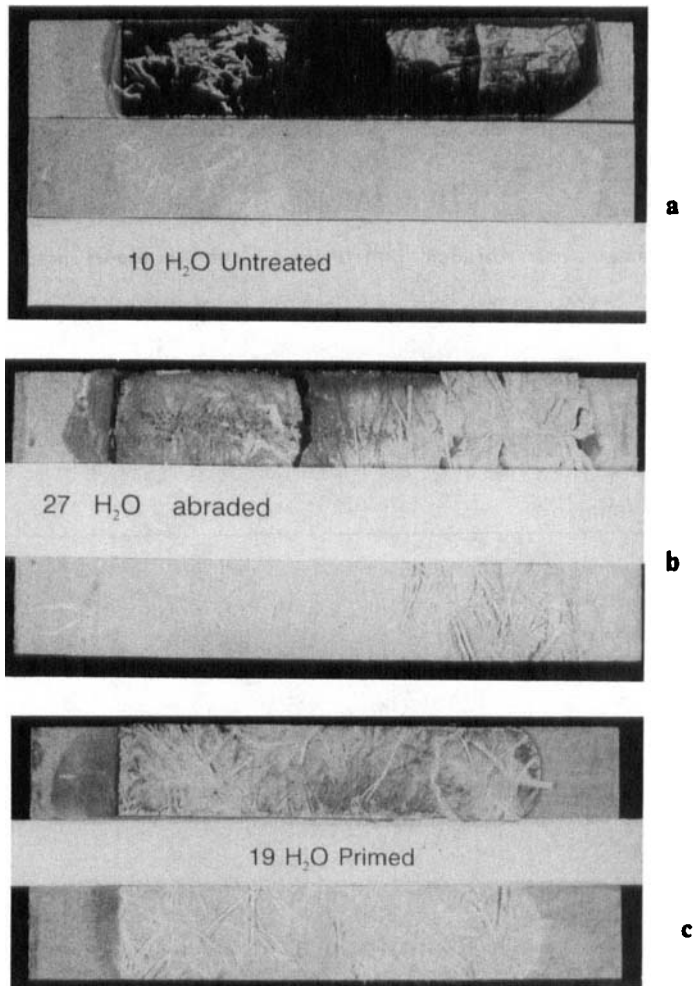 a
10 H₂O Untreated
27 H₂O abraded
b
19 H₂O Primed
c